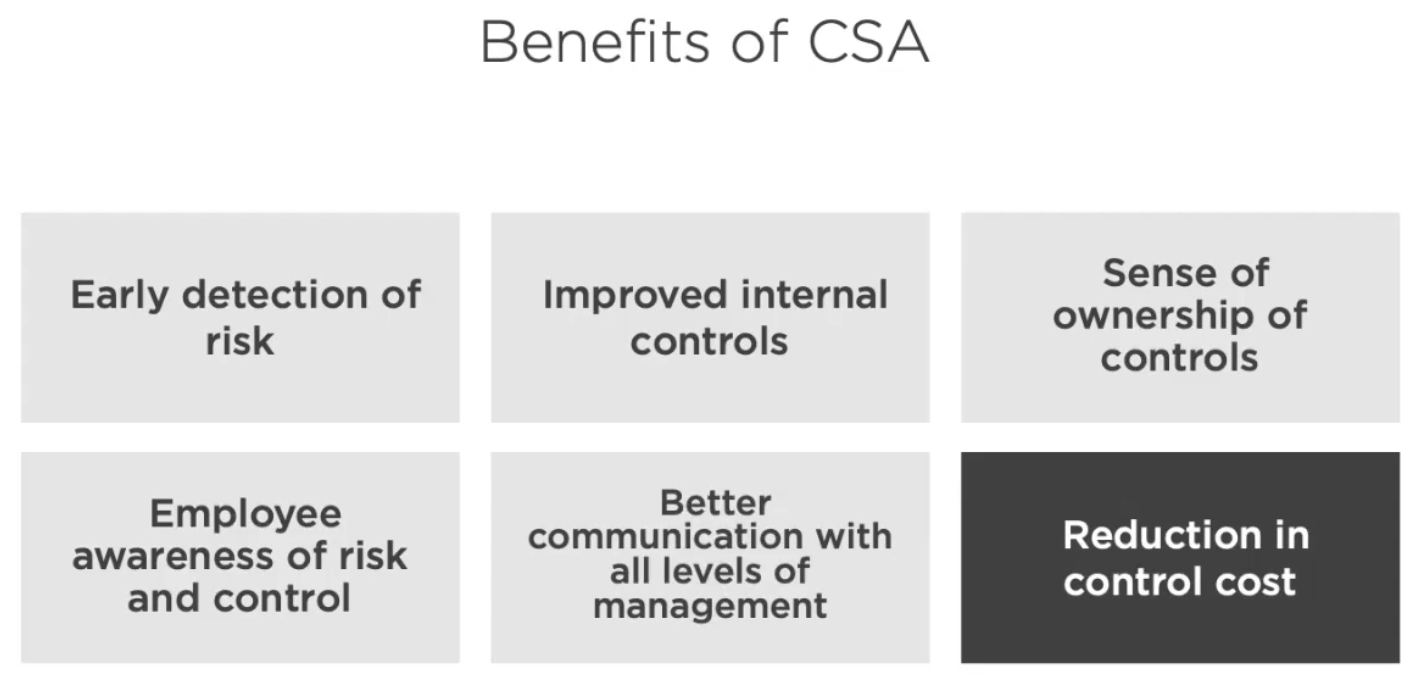 Benefits of CSA
Early detection of
risk
Improved internal
controls
Sense of
ownership of
controls
Employee
awareness of risk
and control
Better
communication with
all levels of
management
Reduction in
control cost